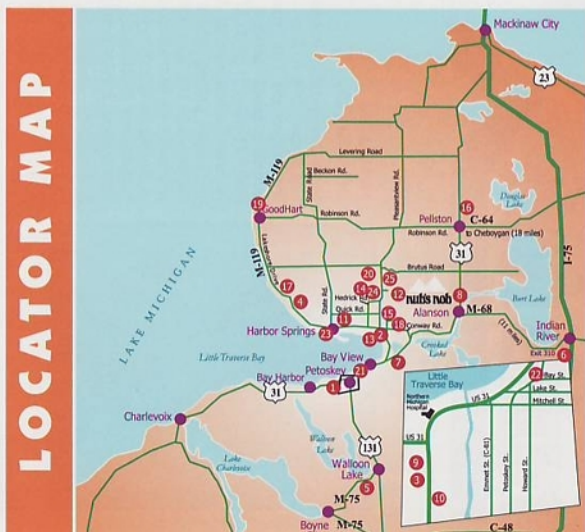 LOCATOR MAP
Mackinaw City
23
Levering Road
M-119
State Road
Beckon Rd.
Pleasantview Rd.
Douglas Lake
19
GoodHart
Robinson Rd.
16
Pellston
C-64
Robinson Rd.
to Cheboygan (18 miles)
31
I-75
M-119
Lakeshore Drive
LAKE MICHIGAN
Brutus Road
20
25
17
14
24
12
nub's nob
8
Burt Lake
4
Hedrick Rd.
State Rd.
Quick Rd.
15
Alanson
M-68
11
Harbor Springs
23
18
Conway Rd.
(11 miles)
13
2
Crooked Lake
Indian River
Exit 310
6
Little Traverse Bay
Bay View
7
Petoskey
21
Bay Harbor
1
31
Charlevoix
Little Traverse Bay
22
Lake St.
Mitchell St.
US 31
Northern Michigan Hospital
US 31
Emmet St. (C-81)
Petoskey St.
Howard St.
9
3
10
131
Walloon Lake
Lake Charlevoix
Walloon Lake
5
M-75
Boyne
M-75
C-48